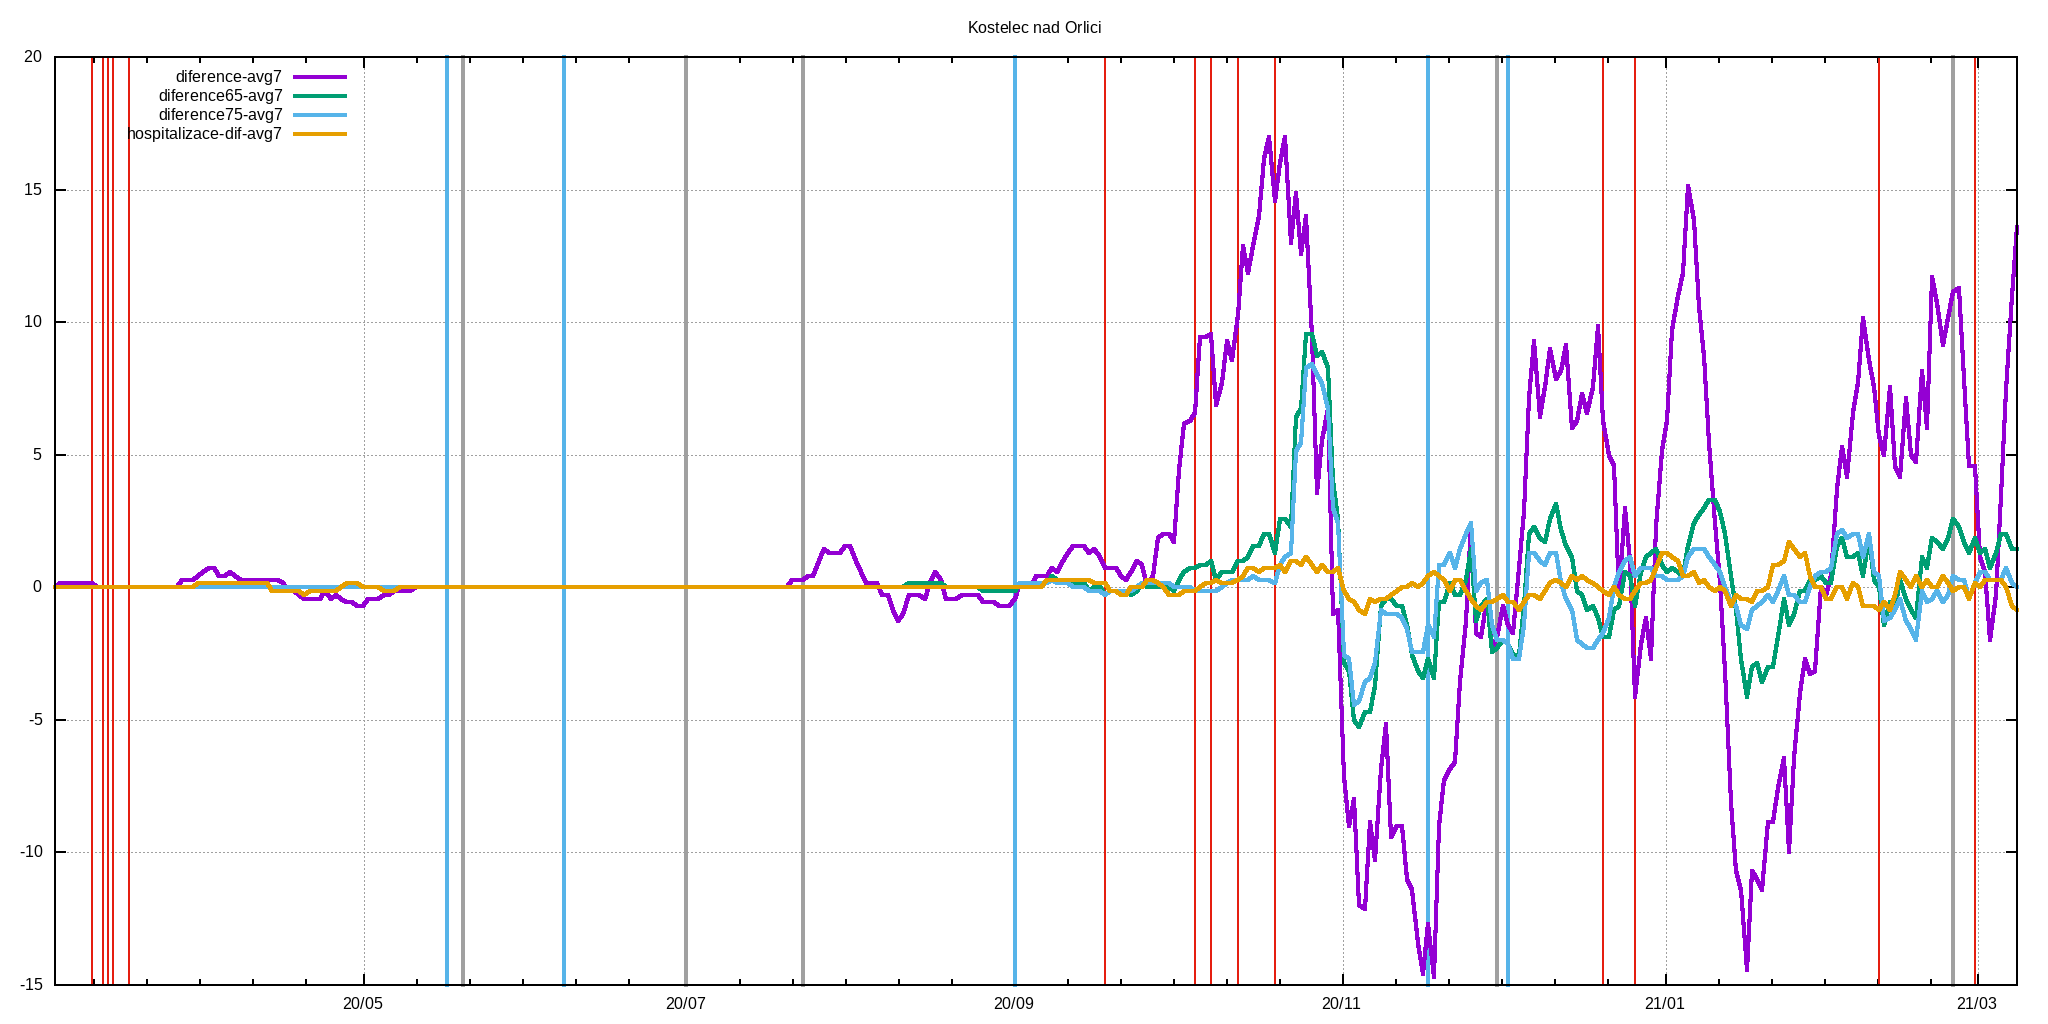 Kostelec nad Orlici
diference-avg7
diference65-avg7
diference75-avg7
hospitalizace-dif-avg7
20
15
10
5
0
-5
-10
-15
20/05
20/07
20/09
20/11
21/01
21/03